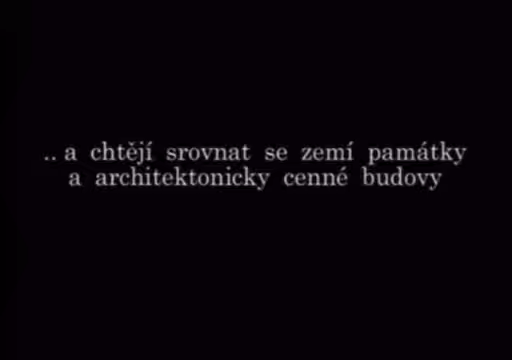 .. a chtějí srovnat se zemí památky
a architektonicky cenné budovy